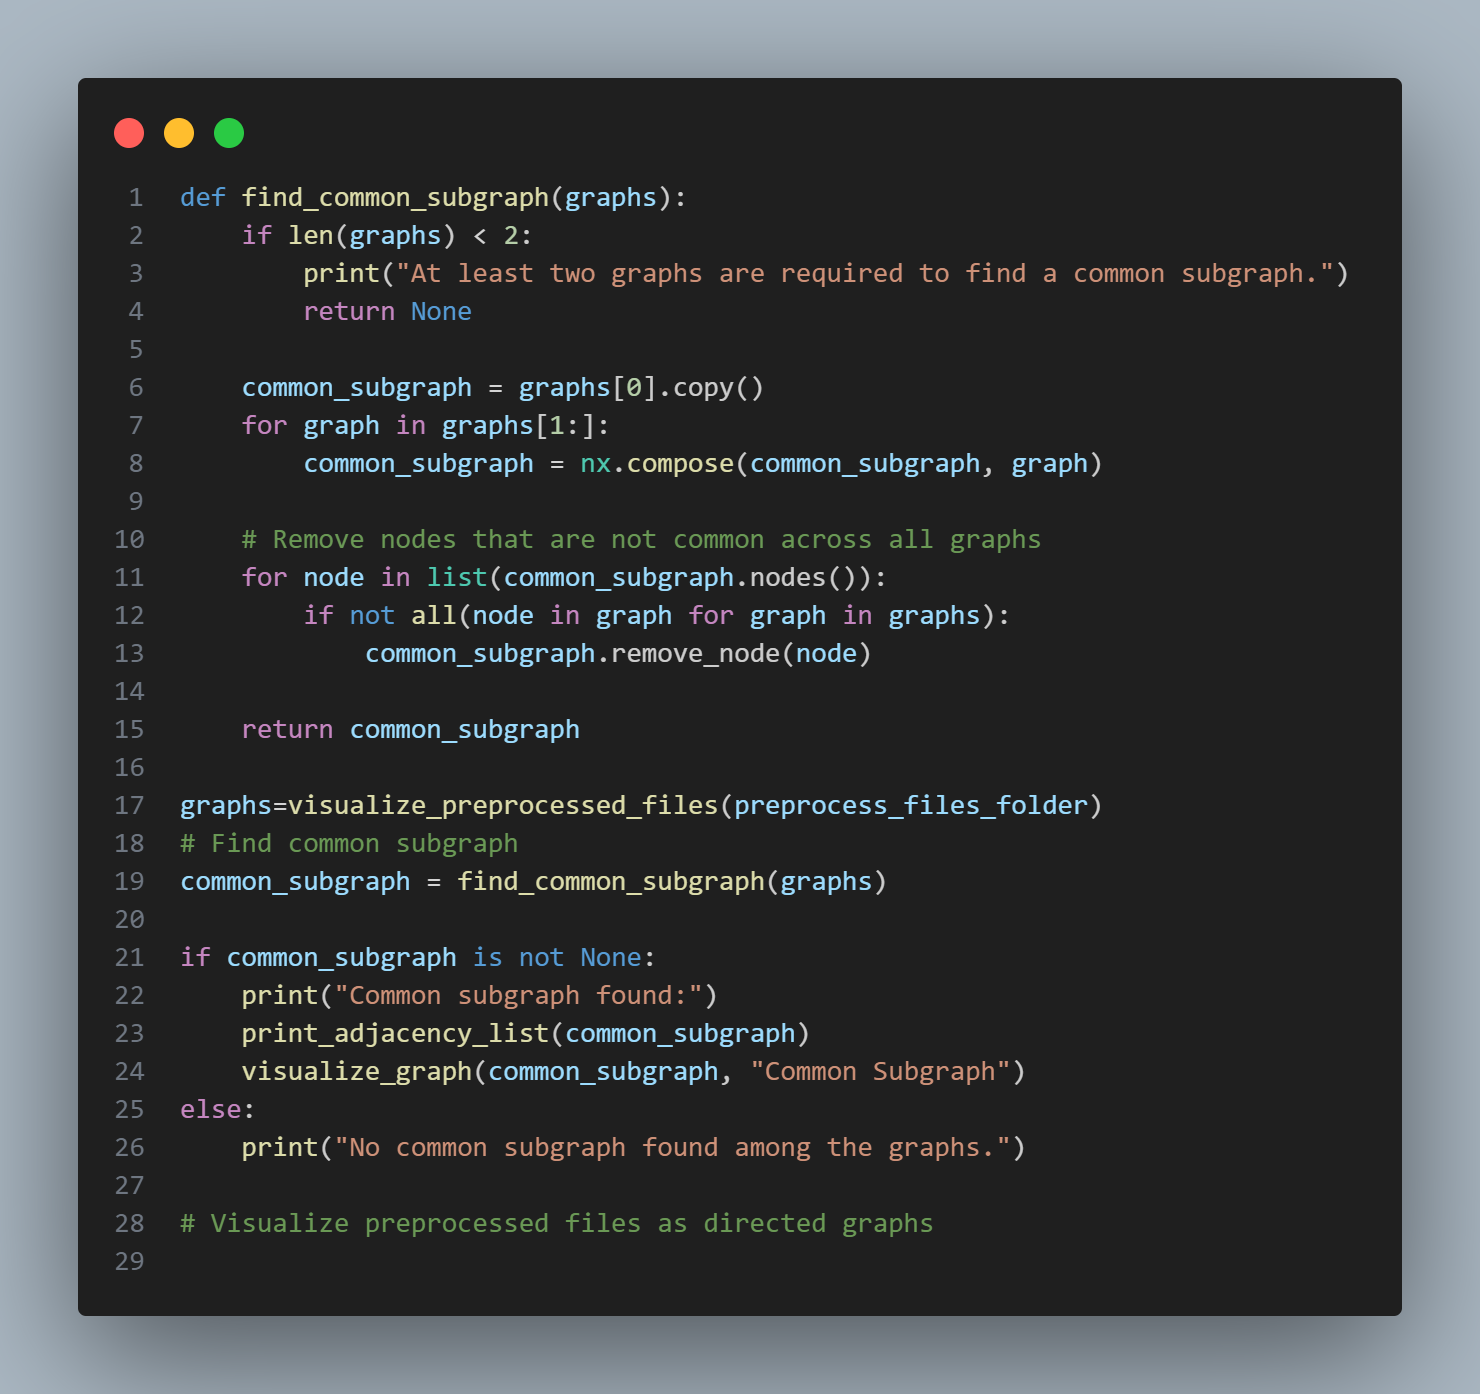 1 def find_common_subgraph(graphs):
2     if len(graphs) < 2:
3         print("At least two graphs are required to find a common subgraph.")
4         return None
5
6     common_subgraph = graphs[0].copy()
7     for graph in graphs[1:]:
8         common_subgraph = nx.compose(common_subgraph, graph)
9
10     # Remove nodes that are not common across all graphs
11     for node in list(common_subgraph.nodes()):
12         if not all(node in graph for graph in graphs):
13             common_subgraph.remove_node(node)
14
15     return common_subgraph
16
17 graphs=visualize_preprocessed_files(preprocess_files_folder)
18 # Find common subgraph
19 common_subgraph = find_common_subgraph(graphs)
20
21 if common_subgraph is not None:
22     print("Common subgraph found:")
23     print_adjacency_list(common_subgraph)
24     visualize_graph(common_subgraph, "Common Subgraph")
25 else:
26     print("No common subgraph found among the graphs.")
27
28 # Visualize preprocessed files as directed graphs
29